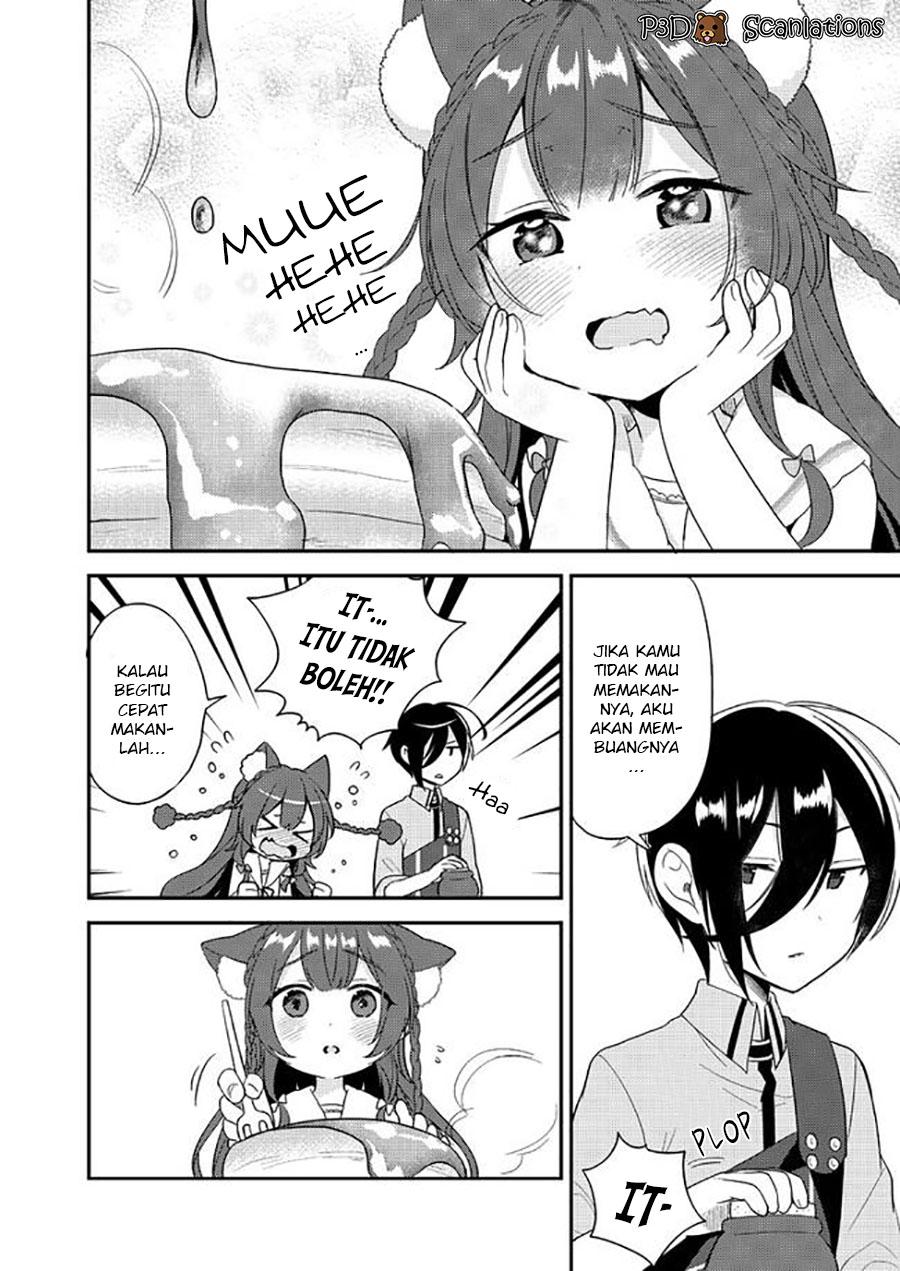 P3D Scanlations
MUUE
HEHE
HEHE
...
JIKA KAMU
TIDAK MAU
MEMAKAN-
NYA, AKU
AKAN MEM-
BUANGNYA
...
PLOP
IT-
IT-...
ITU TIDAK
BOLEH!!
Haa
KALAU
BEGITU
CEPAT
MAKAN-
LAH...